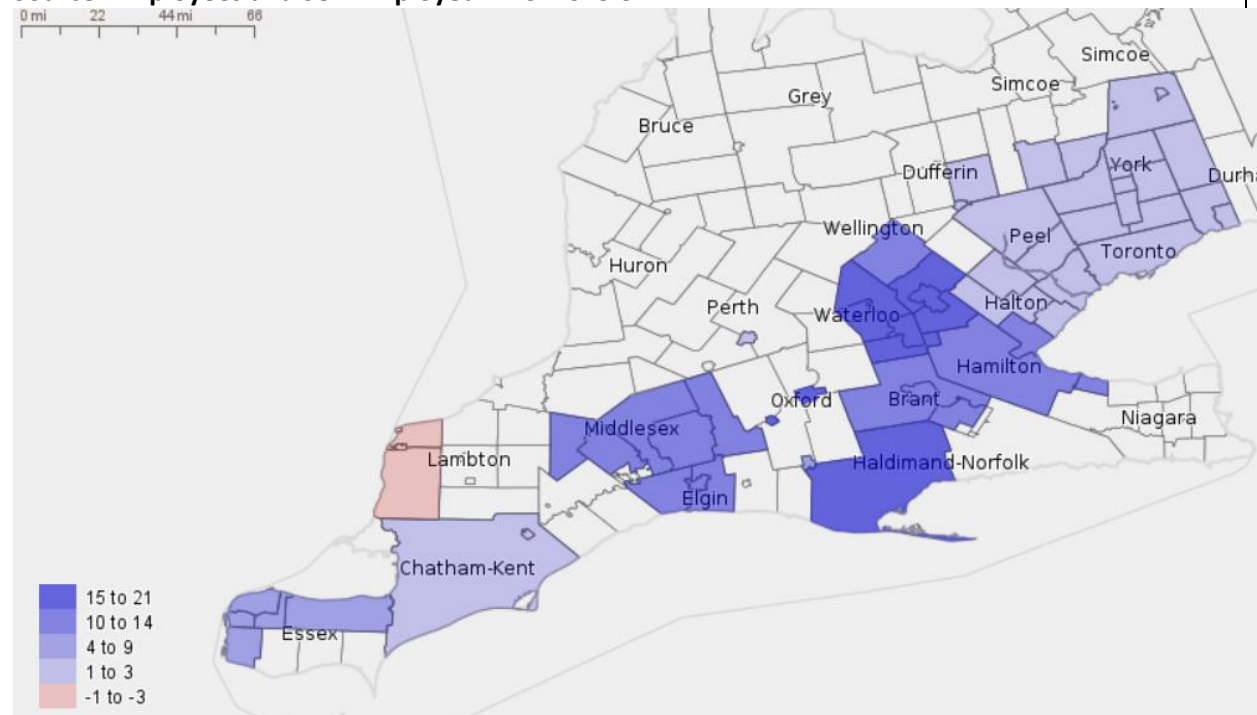 0 mi 22 44 mi 66
Simcoe
Simcoe
Grey
Bruce
York
Dufferin
Durh
Wellington
Peel
Toronto
Huron
Halton
Perth
Waterloo
Hamilton
Oxford
Brant
Niagara
Middlesex
Lambton
Haldimand-Norfolk
Elgin
Chatham-Kent
Essex
15 to 21
10 to 14
4 to 9
1 to 3
-1 to -3